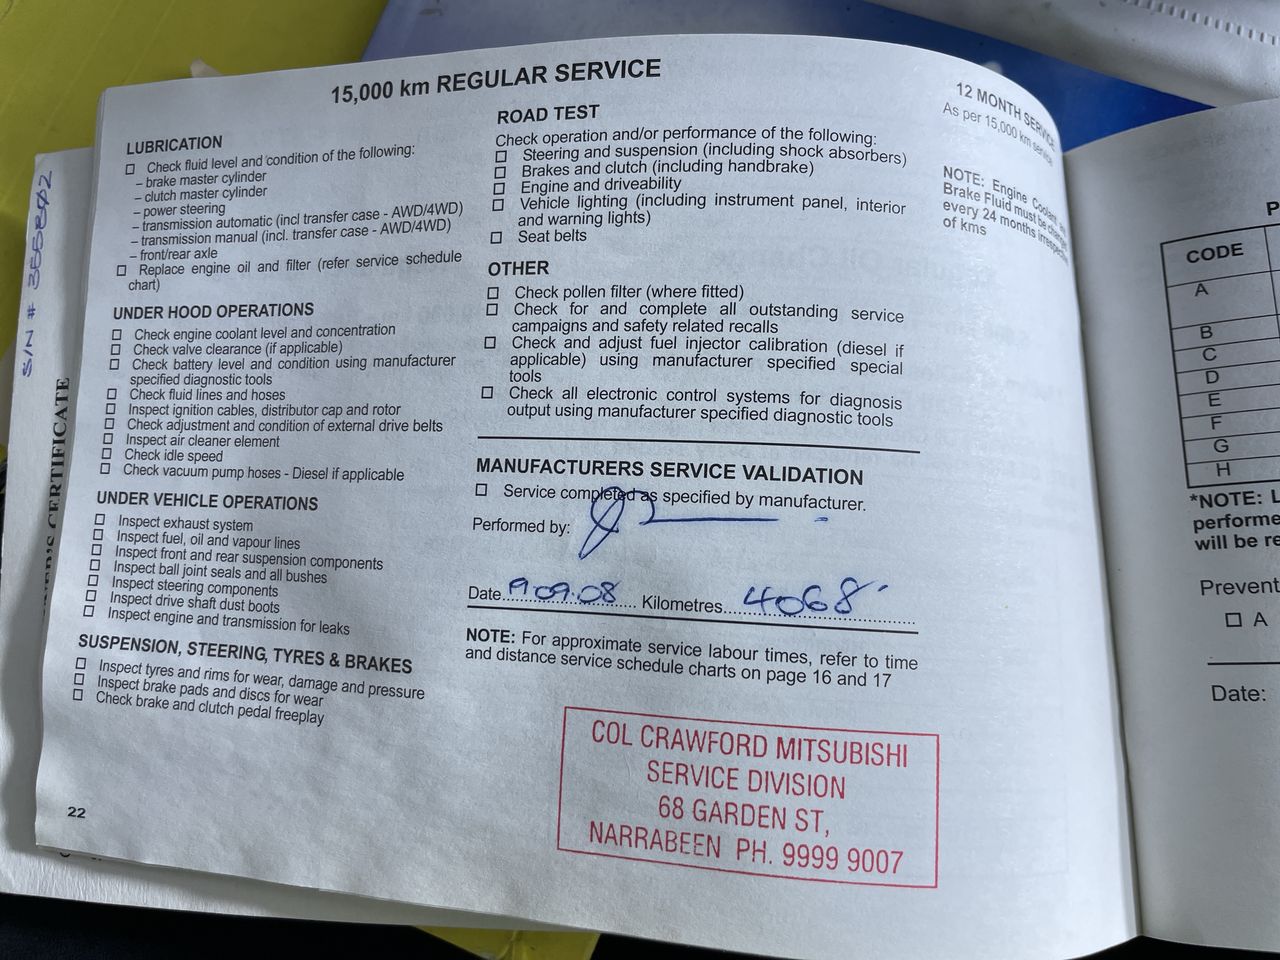 15,000 km REGULAR SERVICE
LUBRICATION
☐ Check fluid level and condition of the following:
– brake master cylinder
– clutch master cylinder
– power steering
– transmission automatic (incl transfer case - AWD/4WD)
– transmission manual (incl. transfer case - AWD/4WD)
– front/rear axle
☐ Replace engine oil and filter (refer service schedule
chart)
UNDER HOOD OPERATIONS
☐ Check engine coolant level and concentration
☐ Check valve clearance (if applicable)
☐ Check battery level and condition using manufacturer
specified diagnostic tools
☐ Check fluid lines and hoses
☐ Inspect ignition cables, distributor cap and rotor
☐ Check adjustment and condition of external drive belts
☐ Inspect air cleaner element
☐ Check idle speed
☐ Check vacuum pump hoses - Diesel if applicable
UNDER VEHICLE OPERATIONS
☐ Inspect exhaust system
☐ Inspect fuel, oil and vapour lines
☐ Inspect front and rear suspension components
☐ Inspect ball joint seals and all bushes
☐ Inspect steering components
☐ Inspect drive shaft dust boots
☐ Inspect engine and transmission for leaks
SUSPENSION, STEERING, TYRES & BRAKES
☐ Inspect tyres and rims for wear, damage and pressure
☐ Inspect brake pads and discs for wear
☐ Check brake and clutch pedal freeplay
22
ROAD TEST
Check operation and/or performance of the following:
☐ Steering and suspension (including shock absorbers)
☐ Brakes and clutch (including handbrake)
☐ Engine and driveability
☐ Vehicle lighting (including instrument panel, interior
and warning lights)
☐ Seat belts
OTHER
☐ Check pollen filter (where fitted)
☐ Check for and complete all outstanding service
campaigns and safety related recalls
☐ Check and adjust fuel injector calibration (diesel if
applicable) using manufacturer specified special
tools
☐ Check all electronic control systems for diagnosis
output using manufacturer specified diagnostic tools
MANUFACTURERS SERVICE VALIDATION
☐ Service completed as specified by manufacturer.
Performed by:
Date 9.09.08 Kilometres 4068
NOTE: For approximate service labour times, refer to time
and distance service schedule charts on page 16 and 17
COL CRAWFORD MITSUBISHI
SERVICE DIVISION
68 GARDEN ST,
NARRABEEN PH. 9999 9007
12 MONTH SERVICE
As per 15,000 km service
NOTE: Engine Coolant
Brake Fluid must be
every 24 months
of kms
CODE
A
B
C
D
E
F
G
H
*NOTE:
will be
☐ A
Date:
S/N #
CERTIFICATE